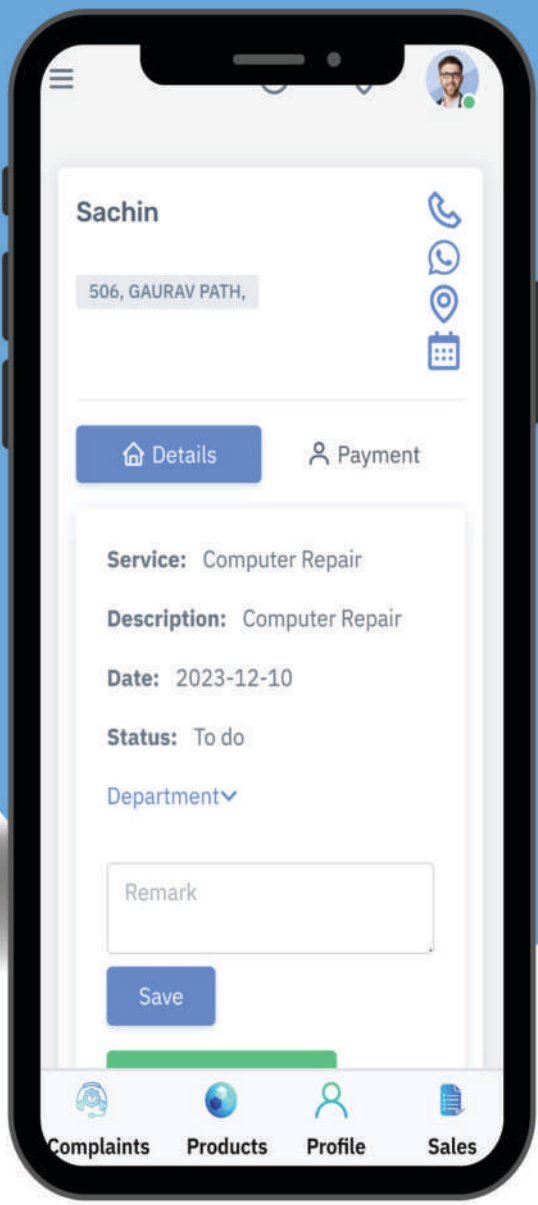 Sachin
506, GAURAV PATH,
Details
Payment
Service: Computer Repair
Description: Computer Repair
Date: 2023-12-10
Status: To do
Department
Remark
Save
Complaints Products Profile Sales